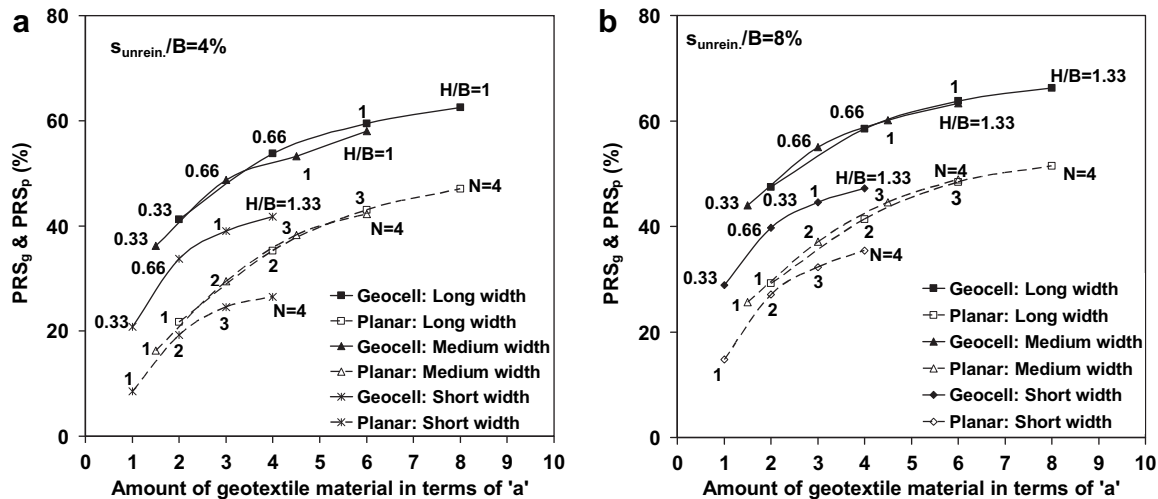 a
s_unrein./B=4%
PRS_g & PRS_p (%)
80
60
40
20
0
0 1 2 3 4 5 6 7 8 9 10
Amount of geotextile material in terms of 'a'
0.33
0.66
1
H/B=1
0.33
0.66
1
H/B=1
0.33
0.66
1
H/B=1.33
1
2
3
N=4
1
2
3
N=4
1
2
3
N=4
Geocell: Long width
Planar: Long width
Geocell: Medium width
Planar: Medium width
Geocell: Short width
Planar: Short width
b
s_unrein./B=8%
PRS_g & PRS_p (%)
80
60
40
20
0
0 1 2 3 4 5 6 7 8 9 10
Amount of geotextile material in terms of 'a'
0.33
0.66
1
H/B=1.33
0.33
0.66
1
H/B=1.33
0.33
0.66
1
H/B=1.33
1
2
3
N=4
1
2
3
N=4
1
2
3
N=4
Geocell: Long width
Planar: Long width
Geocell: Medium width
Planar: Medium width
Geocell: Short width
Planar: Short width